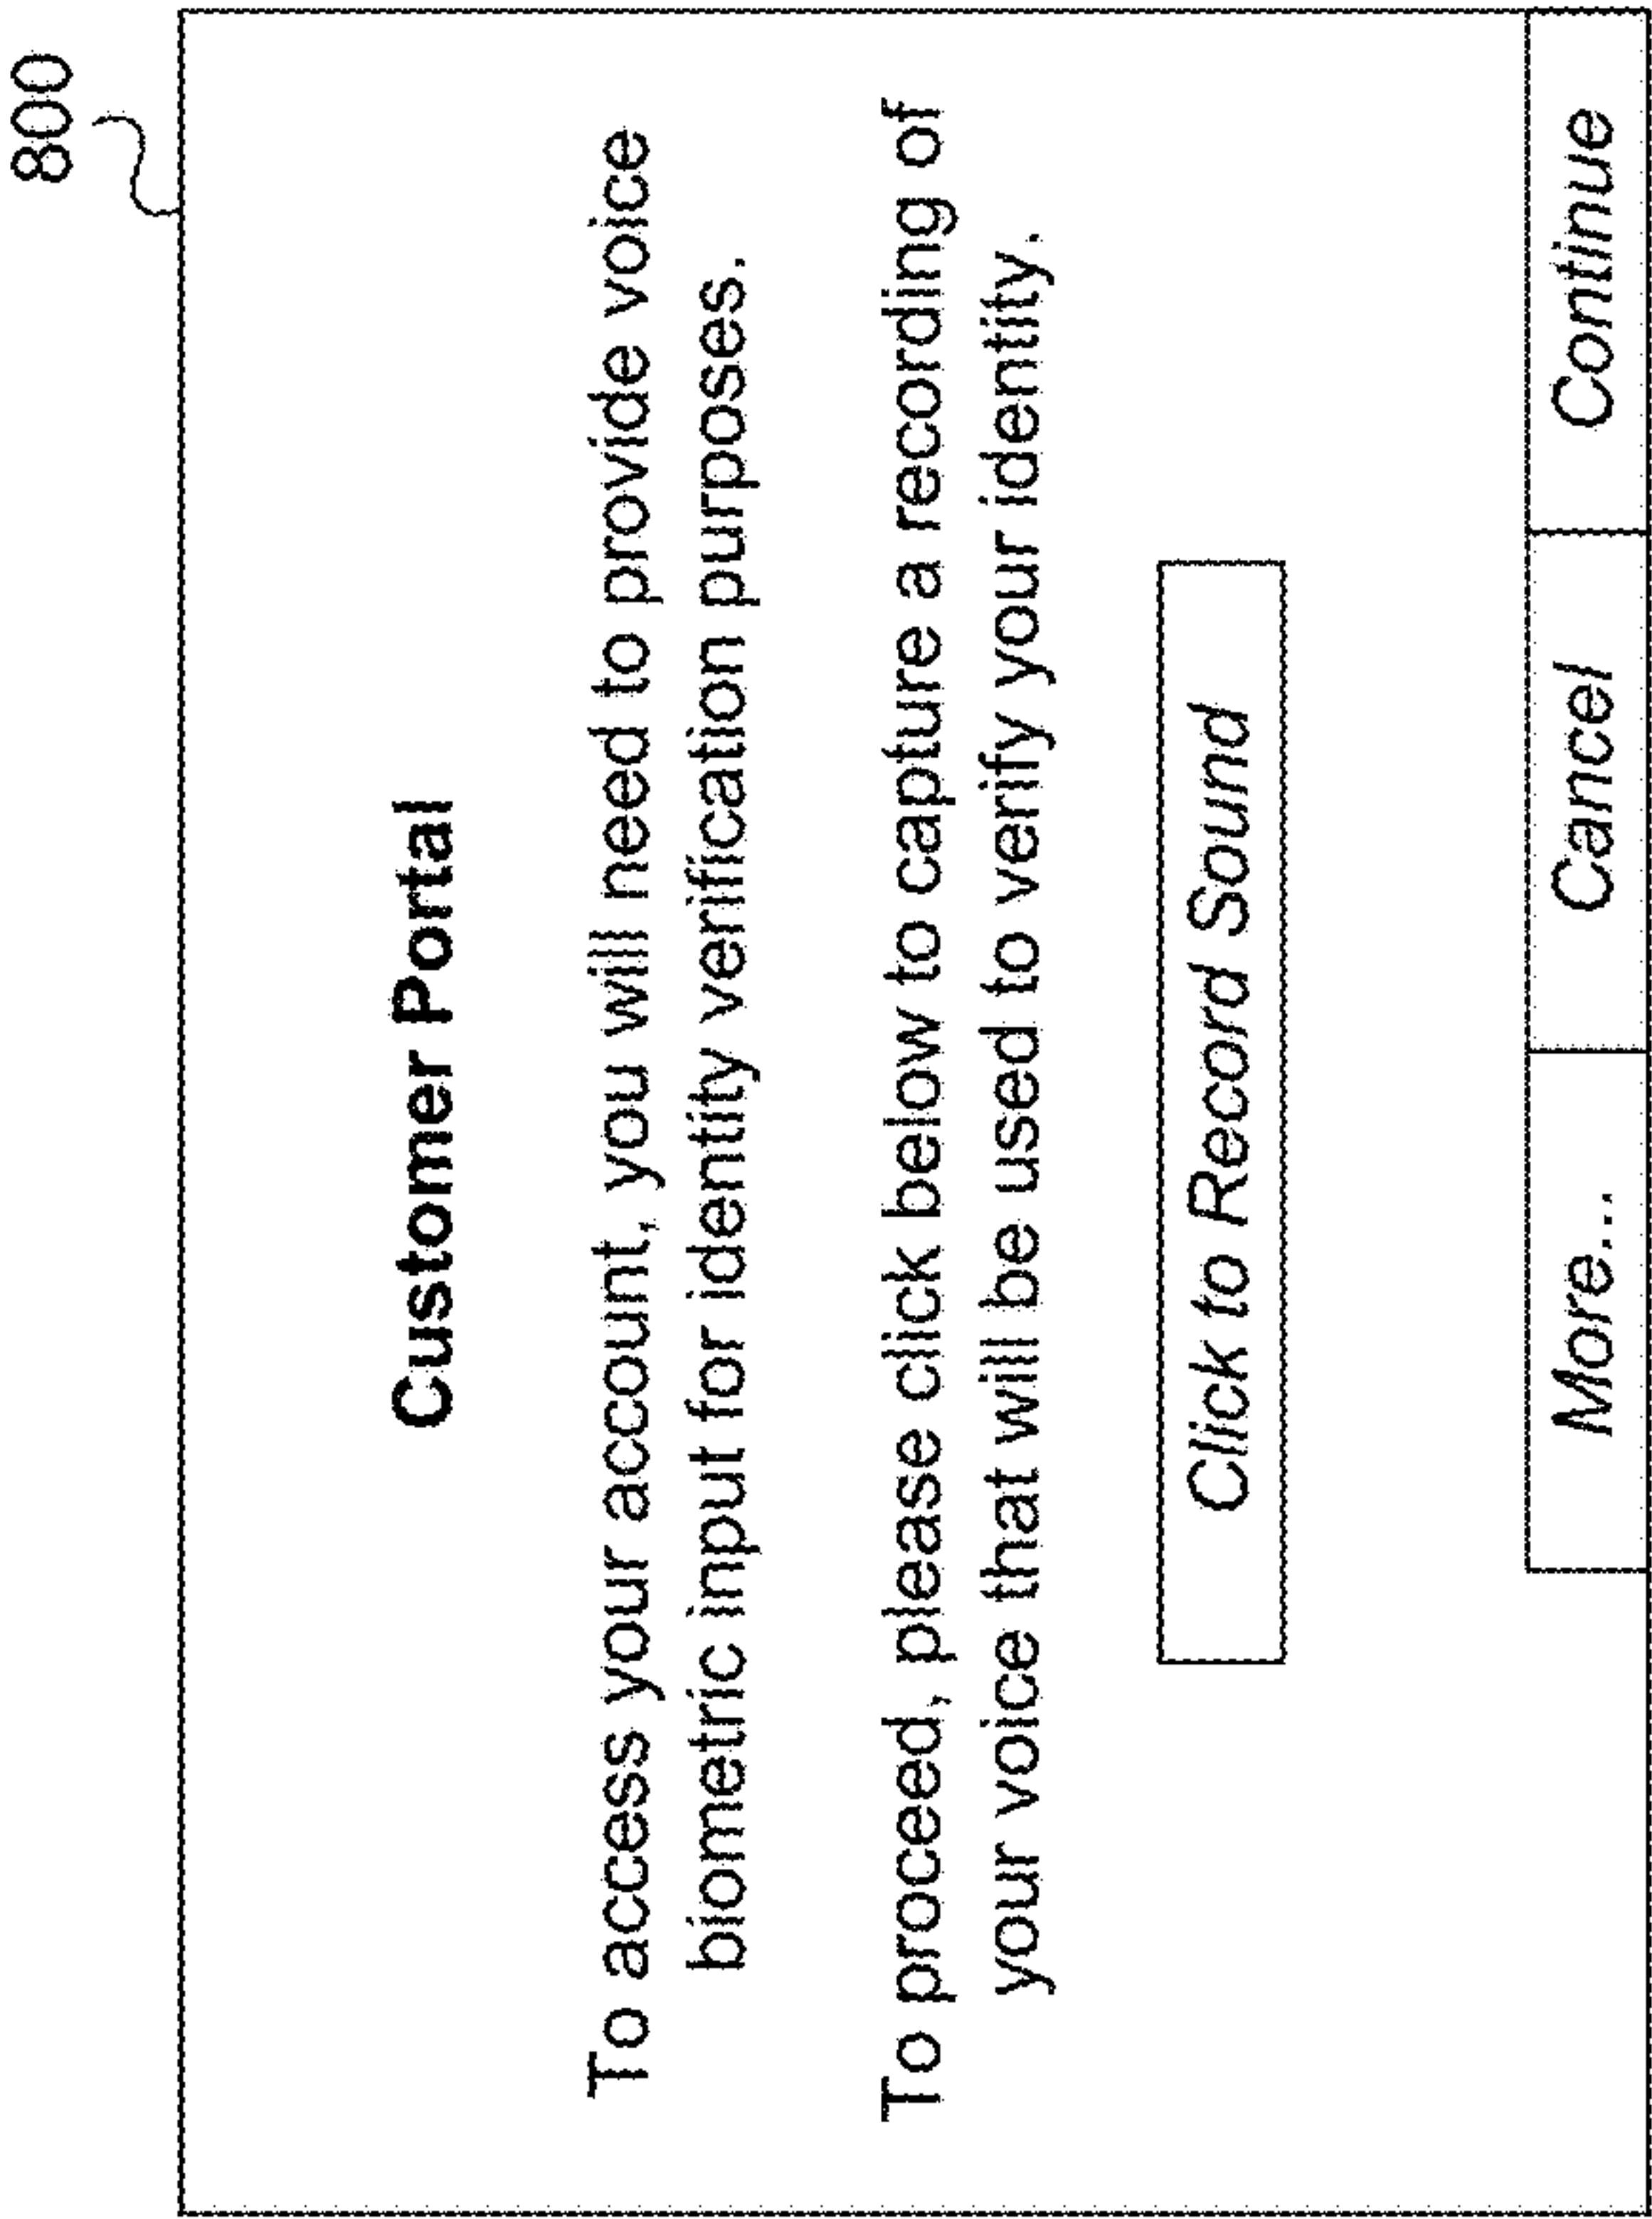 800
Customer Portal
To access your account, you will need to provide voice
biometric input for identity verification purposes.
To proceed, please click below to capture a recording of
your voice that will be used to verify your identity.
Click to Record Sound
More...
Cancel
Continue